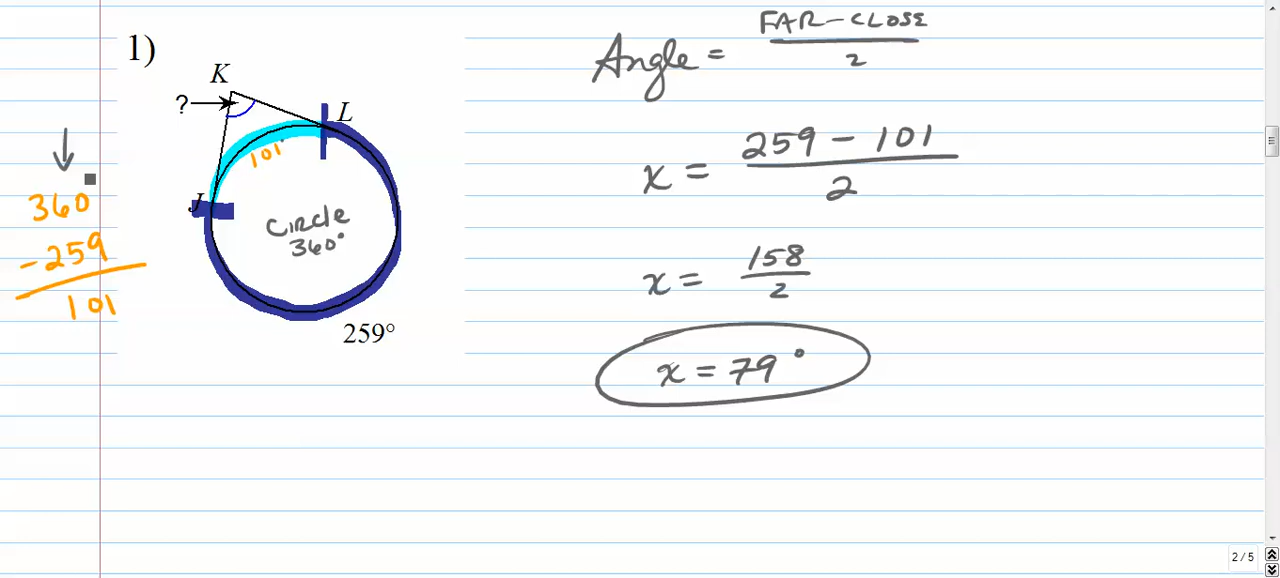 1)
K
?
L
J
101°
Circle
360°
259°
360
-259
101
Angle = FAR-CLOSE
2
x = 259 - 101
2
x = 158
2
x = 79°
2 / 5